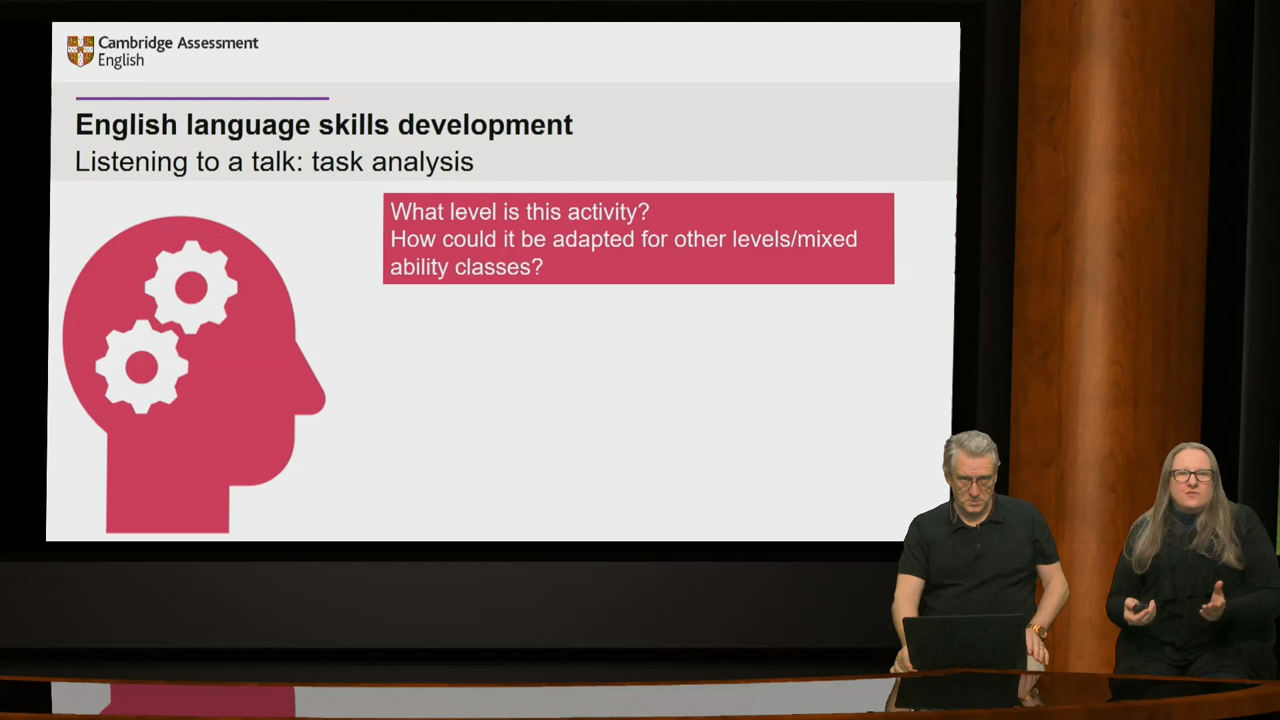 Cambridge Assessment
English
English language skills development
Listening to a talk: task analysis
What level is this activity?
How could it be adapted for other levels/mixed
ability classes?